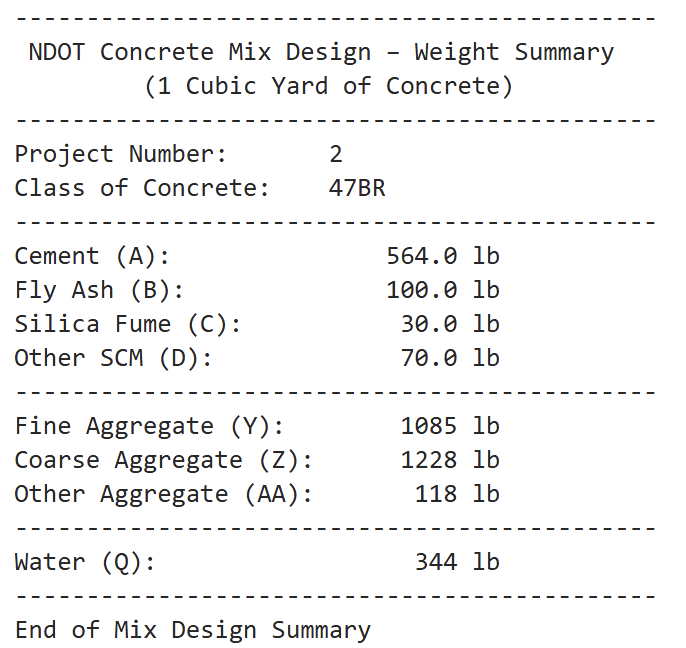 ---------------------------------------------
NDOT Concrete Mix Design – Weight Summary
(1 Cubic Yard of Concrete)
---------------------------------------------
Project Number: 2
Class of Concrete: 47BR
---------------------------------------------
Cement (A): 564.0 lb
Fly Ash (B): 100.0 lb
Silica Fume (C): 30.0 lb
Other SCM (D): 70.0 lb
---------------------------------------------
Fine Aggregate (Y): 1085 lb
Coarse Aggregate (Z): 1228 lb
Other Aggregate (AA): 118 lb
---------------------------------------------
Water (Q): 344 lb
---------------------------------------------
End of Mix Design Summary